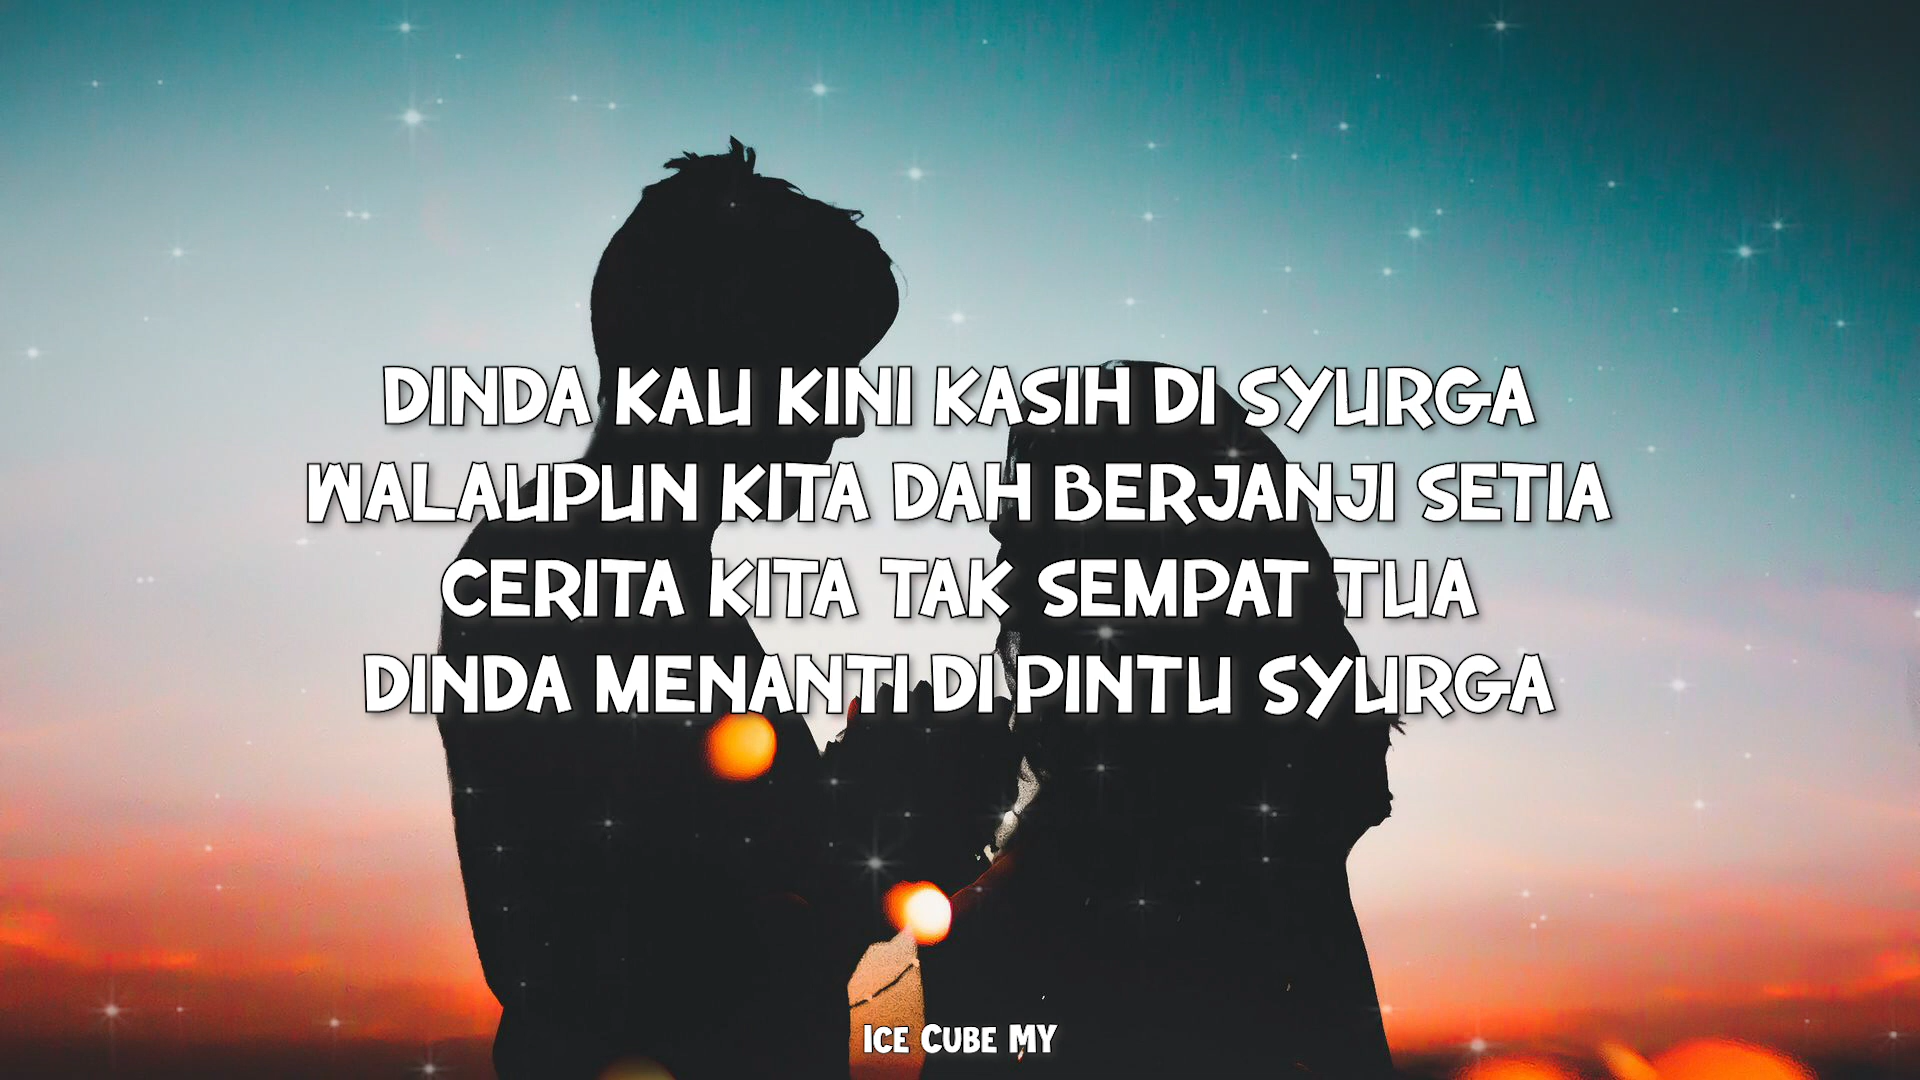 DINDA KAU KINI KASIH DI SYURGA
WALAUPUN KITA DAH BERJANJI SETIA
CERITA KITA TAK SEMPAT TUA
DINDA MENANTI DI PINTU SYURGA
ICE CUBE MY